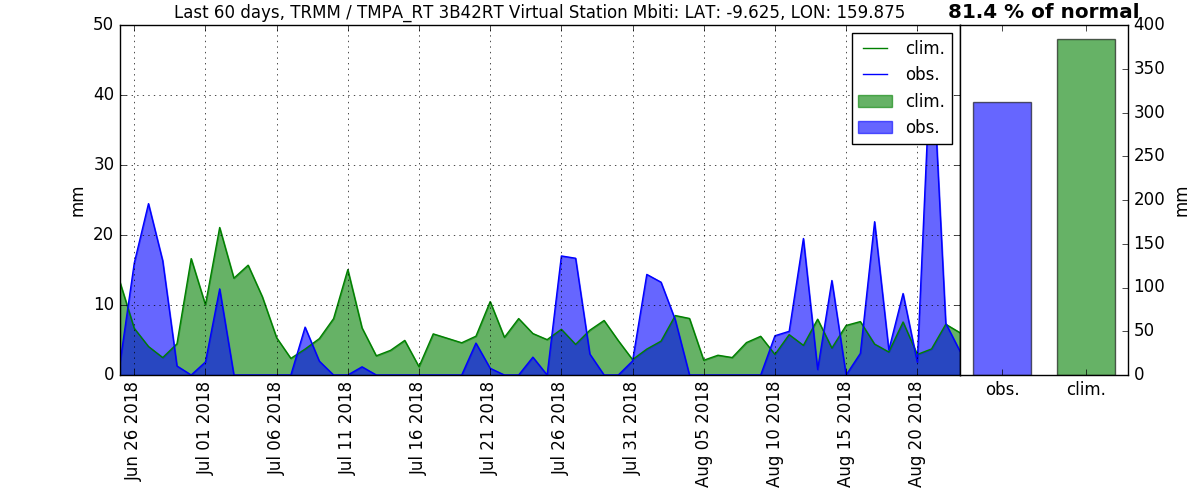 Last 60 days, TRMM / TMPA_RT 3B42RT Virtual Station Mbiti: LAT: -9.625, LON: 159.875
81.4 % of normal
clim.
obs.
clim.
obs.
mm
50
40
30
20
10
0
Jun 26 2018
Jul 01 2018
Jul 06 2018
Jul 11 2018
Jul 16 2018
Jul 21 2018
Jul 26 2018
Jul 31 2018
Aug 05 2018
Aug 10 2018
Aug 15 2018
Aug 20 2018
400
350
300
250
200
150
100
50
0
mm
obs.
clim.